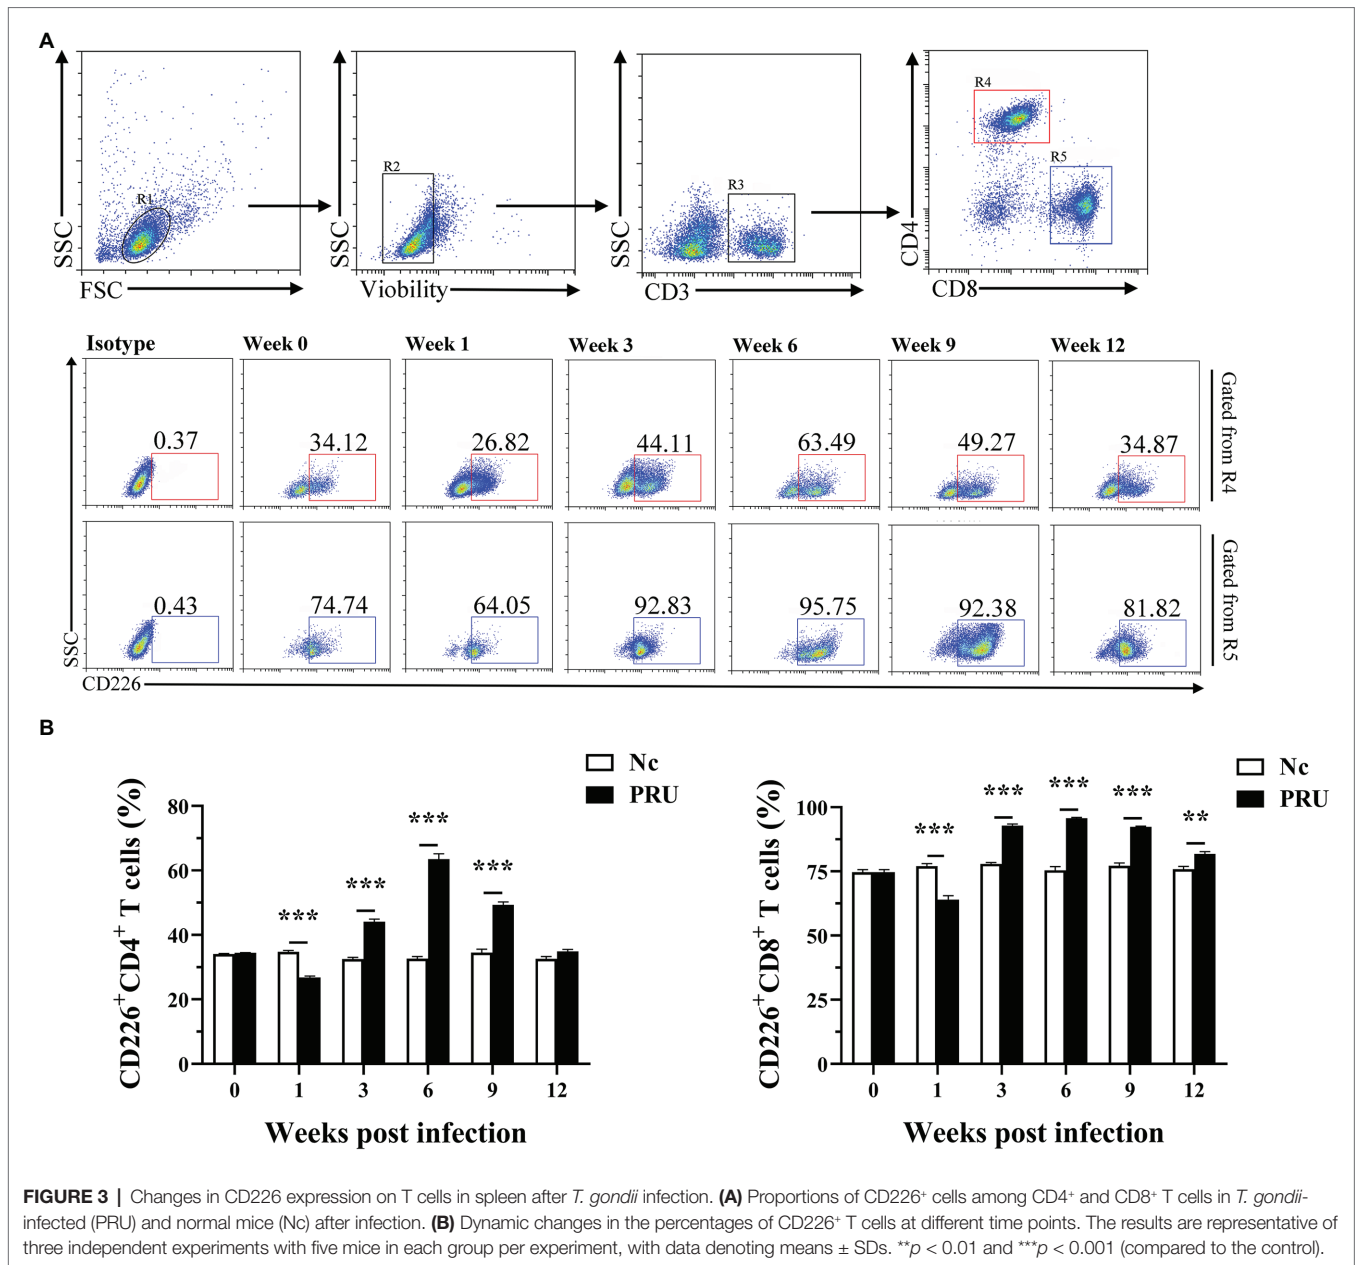 A
SSC
R1
FSC
SSC
R2
Viobility
SSC
R3
CD3
CD4
R4
R5
CD8
Isotype Week 0 Week 1 Week 3 Week 6 Week 9 Week 12
0.37 34.12 26.82 44.11 63.49 49.27 34.87
Gated from R4
0.43 74.74 64.05 92.83 95.75 92.38 81.82
Gated from R5
SSC
CD226
B
CD226+CD4+ T cells (%)
80
60
40
20
0
*** *** *** ***
Nc
PRU
0 1 3 6 9 12
Weeks post infection
CD226+CD8+ T cells (%)
100
75
50
25
0
*** *** *** *** **
Nc
PRU
0 1 3 6 9 12
Weeks post infection
FIGURE 3 | Changes in CD226 expression on T cells in spleen after T. gondii infection. (A) Proportions of CD226+ cells among CD4+ and CD8+ T cells in T. gondii-
infected (PRU) and normal mice (Nc) after infection. (B) Dynamic changes in the percentages of CD226+ T cells at different time points. The results are representative of
three independent experiments with five mice in each group per experiment, with data denoting means ± SDs. **p < 0.01 and ***p < 0.001 (compared to the control).